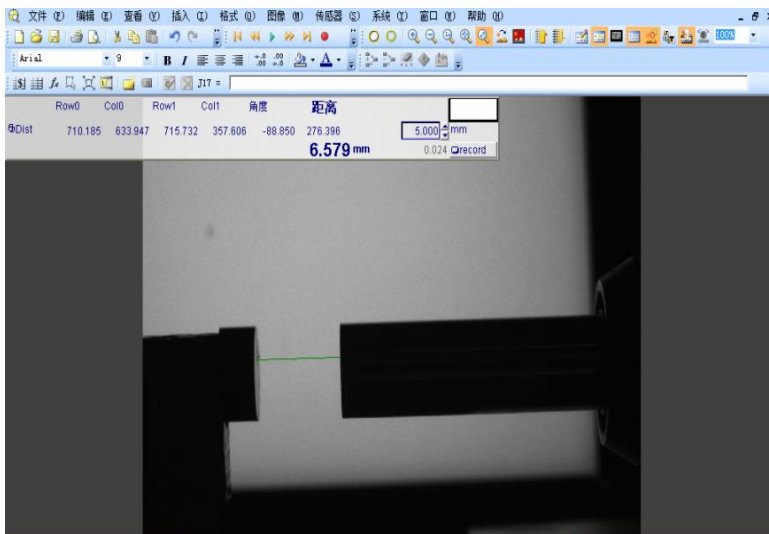 文件(F) 编辑(E) 查看(V) 插入(I) 格式(O) 图像(M) 传感器(S) 系统(T) 窗口(W) 帮助(H)
100%
Arial 9 B I A
J17 =
Row0 Col0 Row1 Col1 角度 距离
Dist 710.185 633.947 715.732 357.606 -88.850 276.396 5.000 mm
6.579 mm 0.024 record